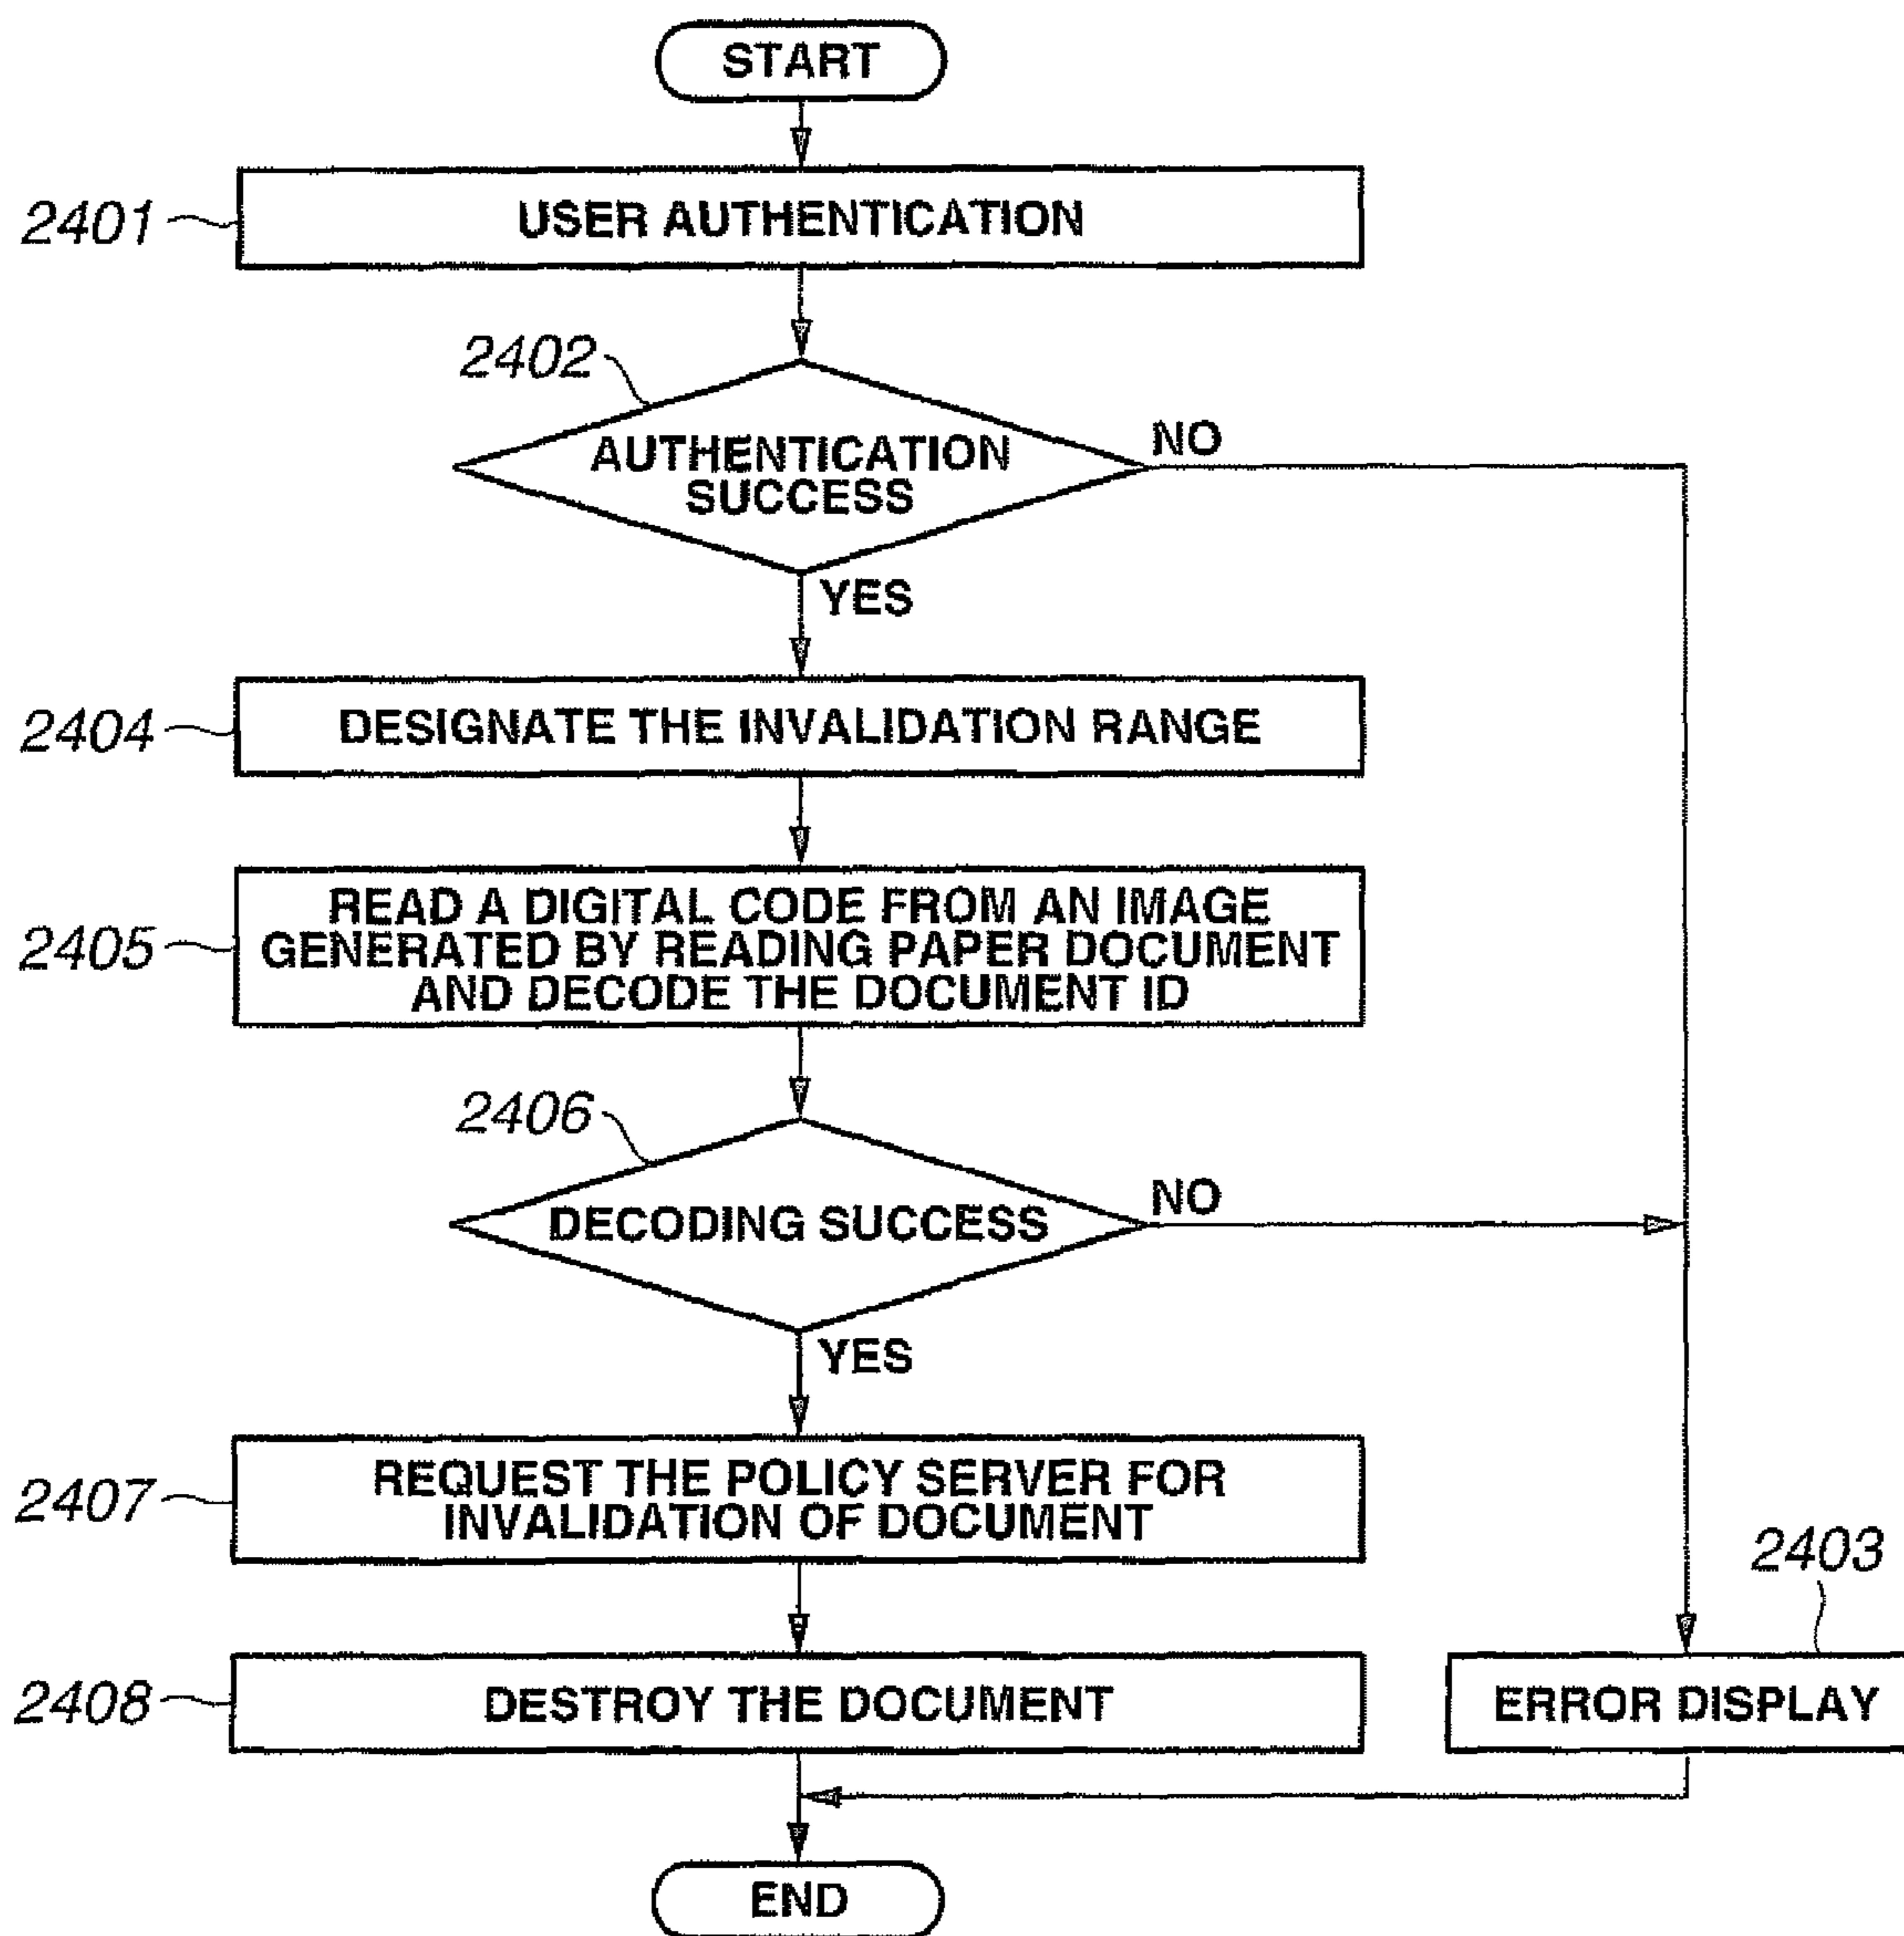 START
2401
USER AUTHENTICATION
2402
AUTHENTICATION
SUCCESS
NO
YES
2404
DESIGNATE THE INVALIDATION RANGE
2405
READ A DIGITAL CODE FROM AN IMAGE
GENERATED BY READING PAPER DOCUMENT
AND DECODE THE DOCUMENT ID
2406
DECODING SUCCESS
NO
YES
2407
REQUEST THE POLICY SERVER FOR
INVALIDATION OF DOCUMENT
2403
2408
DESTROY THE DOCUMENT
ERROR DISPLAY
END